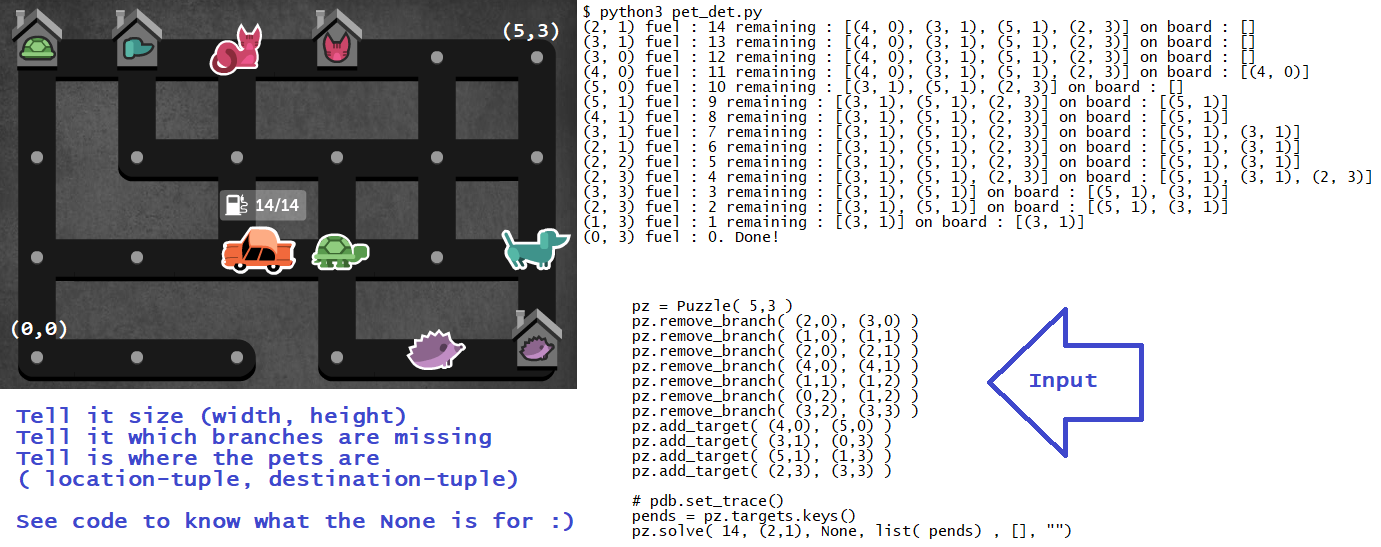 (5,3)
14/14
(0,0)
Tell it size (width, height)
Tell it which branches are missing
Tell is where the pets are
( location-tuple, destination-tuple)
See code to know what the None is for :)
$ python3 pet_det.py
(2, 1) fuel : 14 remaining : [(4, 0), (3, 1), (5, 1), (2, 3)] on board : []
(3, 1) fuel : 13 remaining : [(4, 0), (3, 1), (5, 1), (2, 3)] on board : []
(3, 0) fuel : 12 remaining : [(4, 0), (3, 1), (5, 1), (2, 3)] on board : []
(4, 0) fuel : 11 remaining : [(4, 0), (3, 1), (5, 1), (2, 3)] on board : [(4, 0)]
(5, 0) fuel : 10 remaining : [(3, 1), (5, 1), (2, 3)] on board : []
(5, 1) fuel : 9 remaining : [(3, 1), (5, 1), (2, 3)] on board : [(5, 1)]
(4, 1) fuel : 8 remaining : [(3, 1), (5, 1), (2, 3)] on board : [(5, 1)]
(3, 1) fuel : 7 remaining : [(3, 1), (5, 1), (2, 3)] on board : [(5, 1), (3, 1)]
(2, 1) fuel : 6 remaining : [(3, 1), (5, 1), (2, 3)] on board : [(5, 1), (3, 1)]
(2, 2) fuel : 5 remaining : [(3, 1), (5, 1), (2, 3)] on board : [(5, 1), (3, 1)]
(2, 3) fuel : 4 remaining : [(3, 1), (5, 1), (2, 3)] on board : [(5, 1), (3, 1), (2, 3)]
(3, 3) fuel : 3 remaining : [(3, 1), (5, 1)] on board : [(5, 1), (3, 1)]
(2, 3) fuel : 2 remaining : [(3, 1), (5, 1)] on board : [(5, 1), (3, 1)]
(1, 3) fuel : 1 remaining : [(3, 1)] on board : [(3, 1)]
(0, 3) fuel : 0. Done!
pz = Puzzle( 5,3 )
pz.remove_branch( (2,0), (3,0) )
pz.remove_branch( (1,0), (1,1) )
pz.remove_branch( (2,0), (2,1) )
pz.remove_branch( (4,0), (4,1) )
pz.remove_branch( (1,1), (1,2) )
pz.remove_branch( (0,2), (1,2) )
pz.remove_branch( (3,2), (3,3) )
pz.add_target( (4,0), (5,0) )
pz.add_target( (3,1), (0,3) )
pz.add_target( (5,1), (1,3) )
pz.add_target( (2,3), (3,3) )
# pdb.set_trace()
pends = pz.targets.keys()
pz.solve( 14, (2,1), None, list( pends) , [], "")
Input